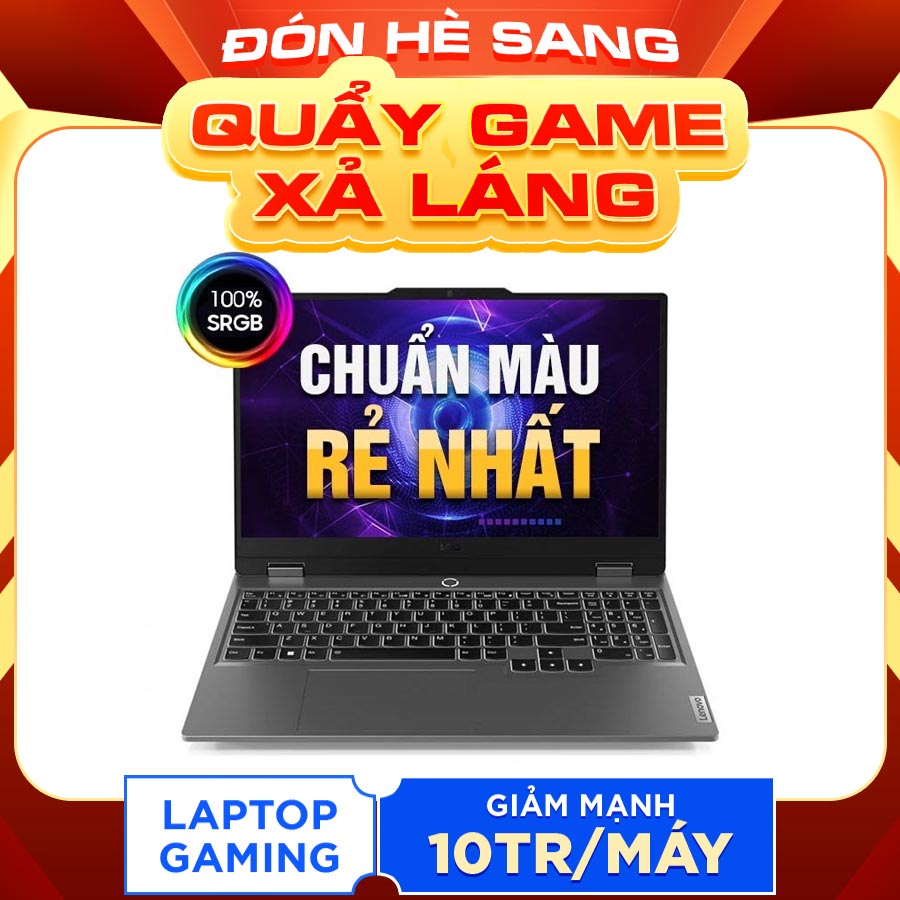 ĐÓN HÈ SANG
QUẨY GAME
XẢ LÁNG
100%
SRGB
CHUẨN MÀU
RẺ NHẤT
Lenovo
LAPTOP
GAMING
GIẢM MẠNH
10TR/MÁY